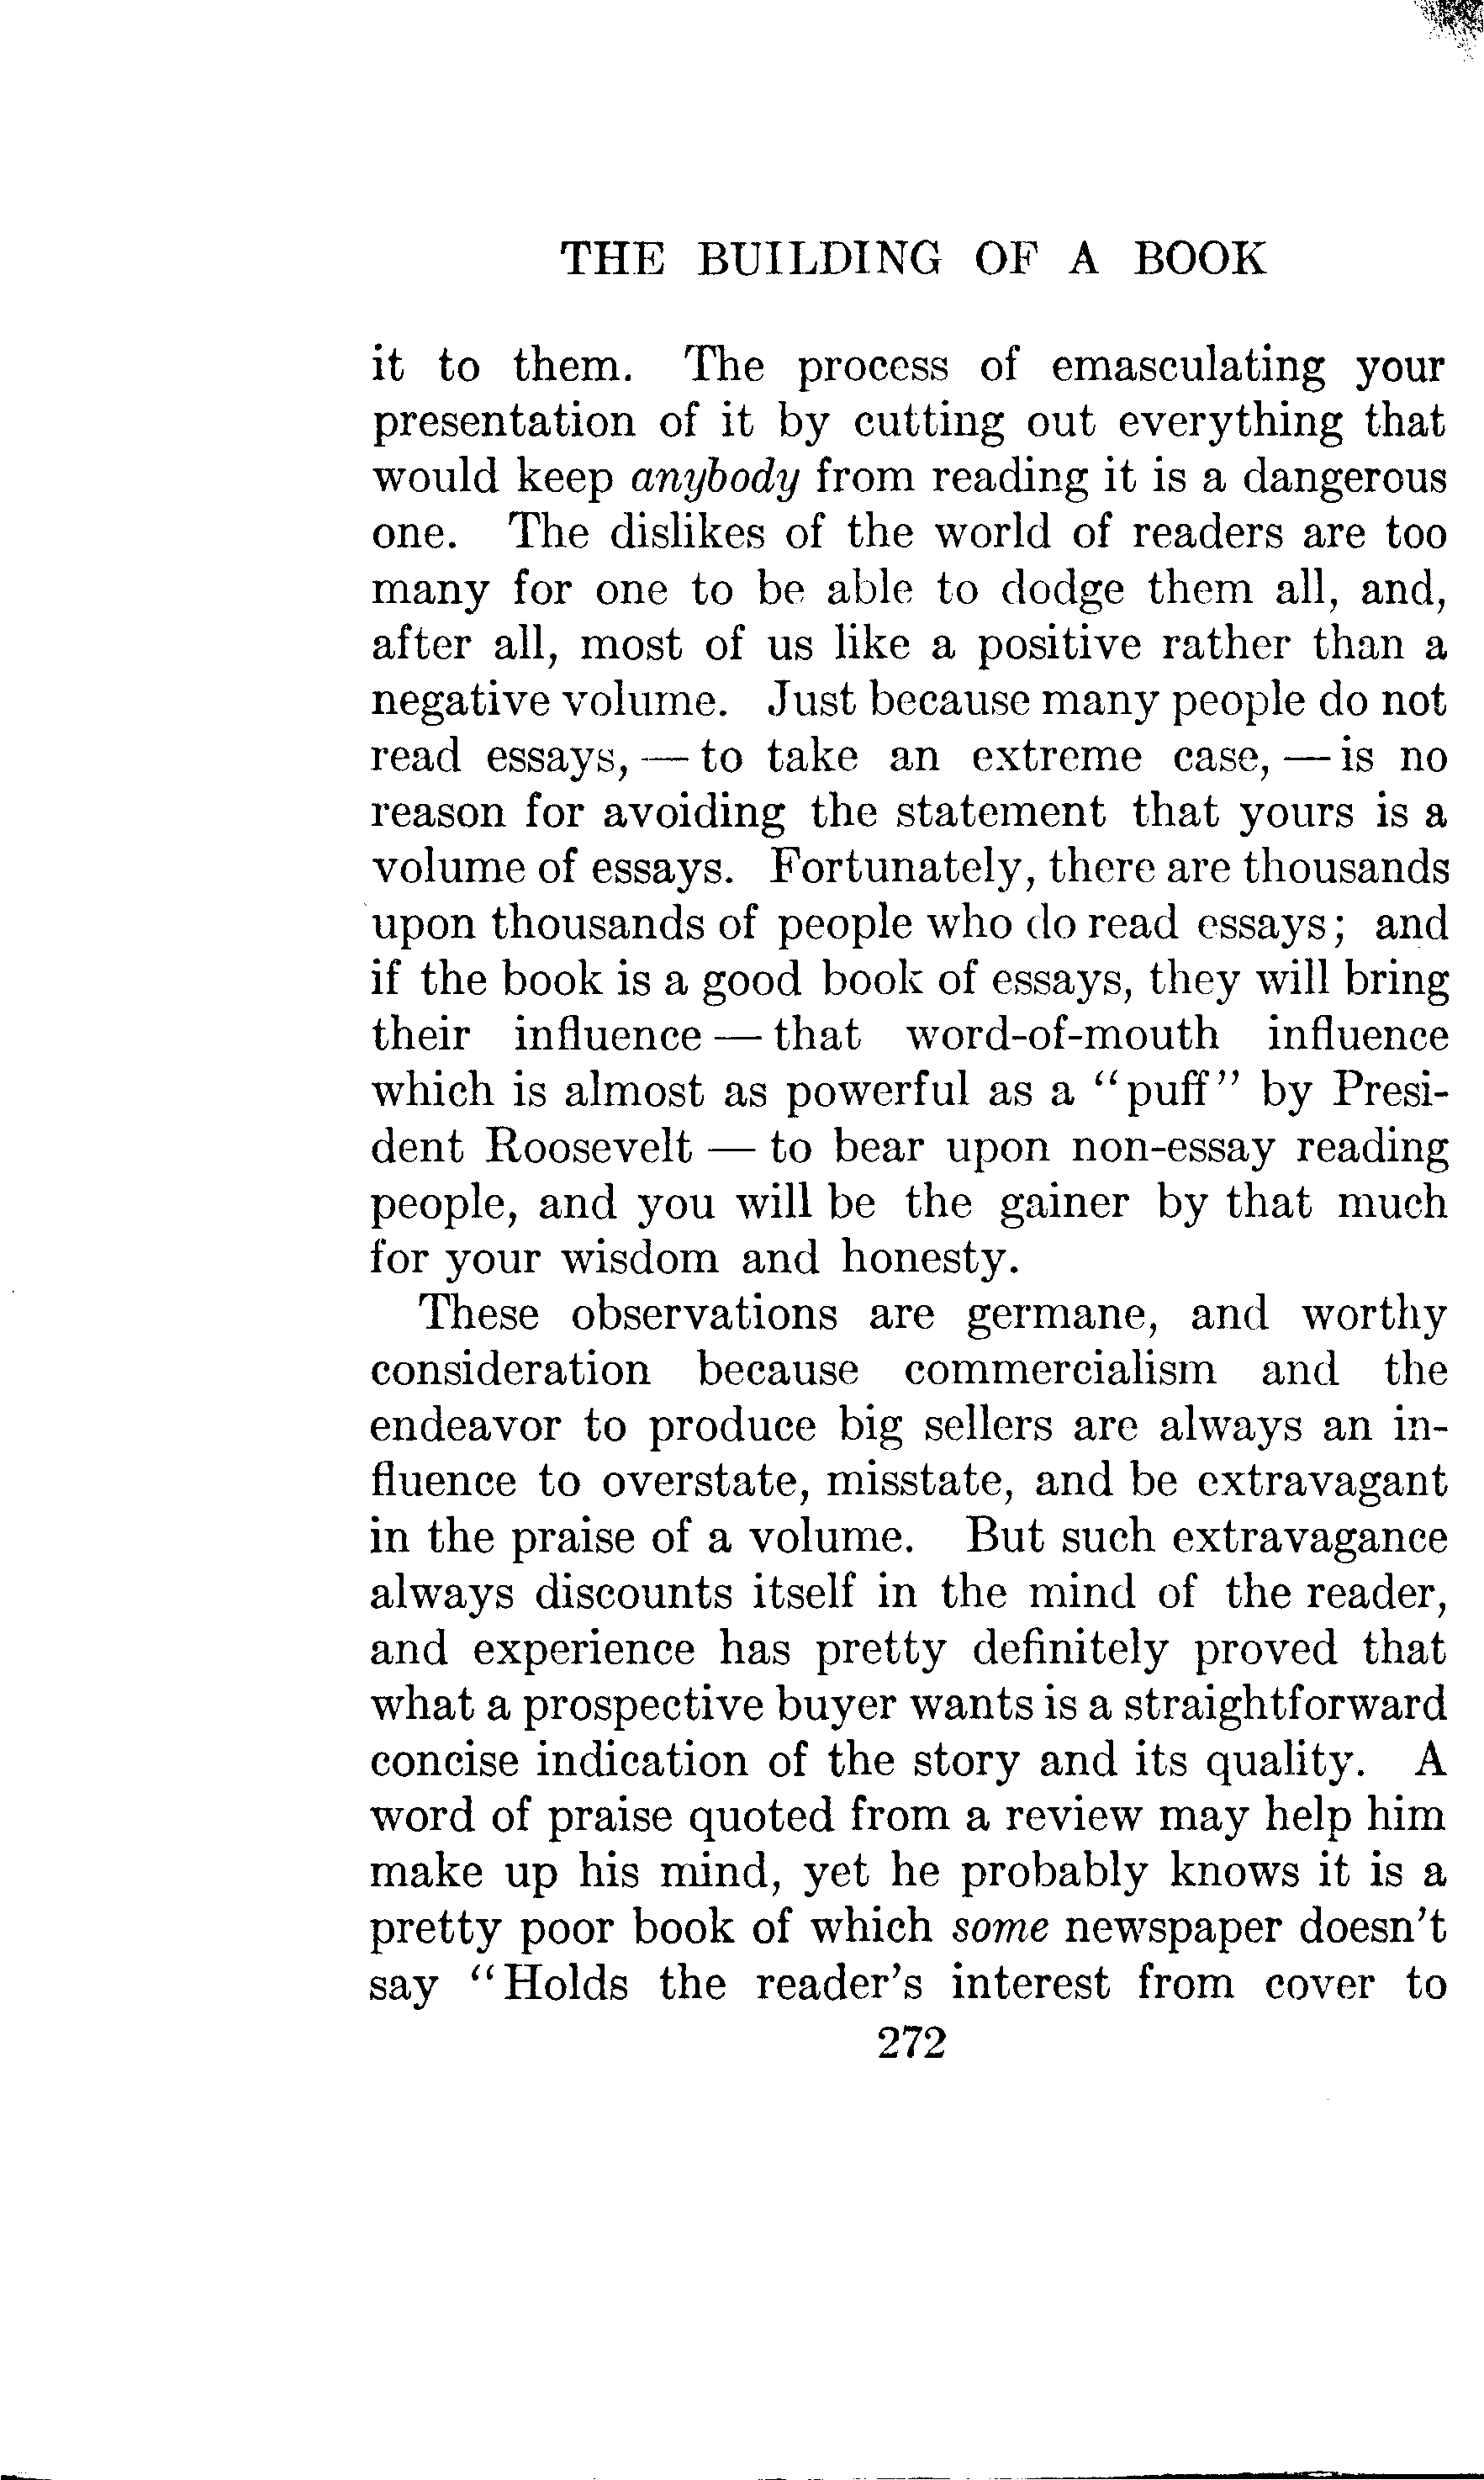 THE BUILDING OF A BOOK
it to them. The process of emasculating your
presentation of it by cutting out everything that
would keep anybody from reading it is a dangerous
one. The dislikes of the world of readers are too
many for one to be able to dodge them all, and,
after all, most of us like a positive rather than a
negative volume. Just because many people do not
read essays, — to take an extreme case, — is no
reason for avoiding the statement that yours is a
volume of essays. Fortunately, there are thousands
upon thousands of people who do read essays; and
if the book is a good book of essays, they will bring
their influence — that word-of-mouth influence
which is almost as powerful as a "puff" by Presi-
dent Roosevelt — to bear upon non-essay reading
people, and you will be the gainer by that much
for your wisdom and honesty.
These observations are germane, and worthy
consideration because commercialism and the
endeavor to produce big sellers are always an in-
fluence to overstate, misstate, and be extravagant
in the praise of a volume. But such extravagance
always discounts itself in the mind of the reader,
and experience has pretty definitely proved that
what a prospective buyer wants is a straightforward
concise indication of the story and its quality. A
word of praise quoted from a review may help him
make up his mind, yet he probably knows it is a
pretty poor book of which some newspaper doesn't
say "Holds the reader's interest from cover to
272